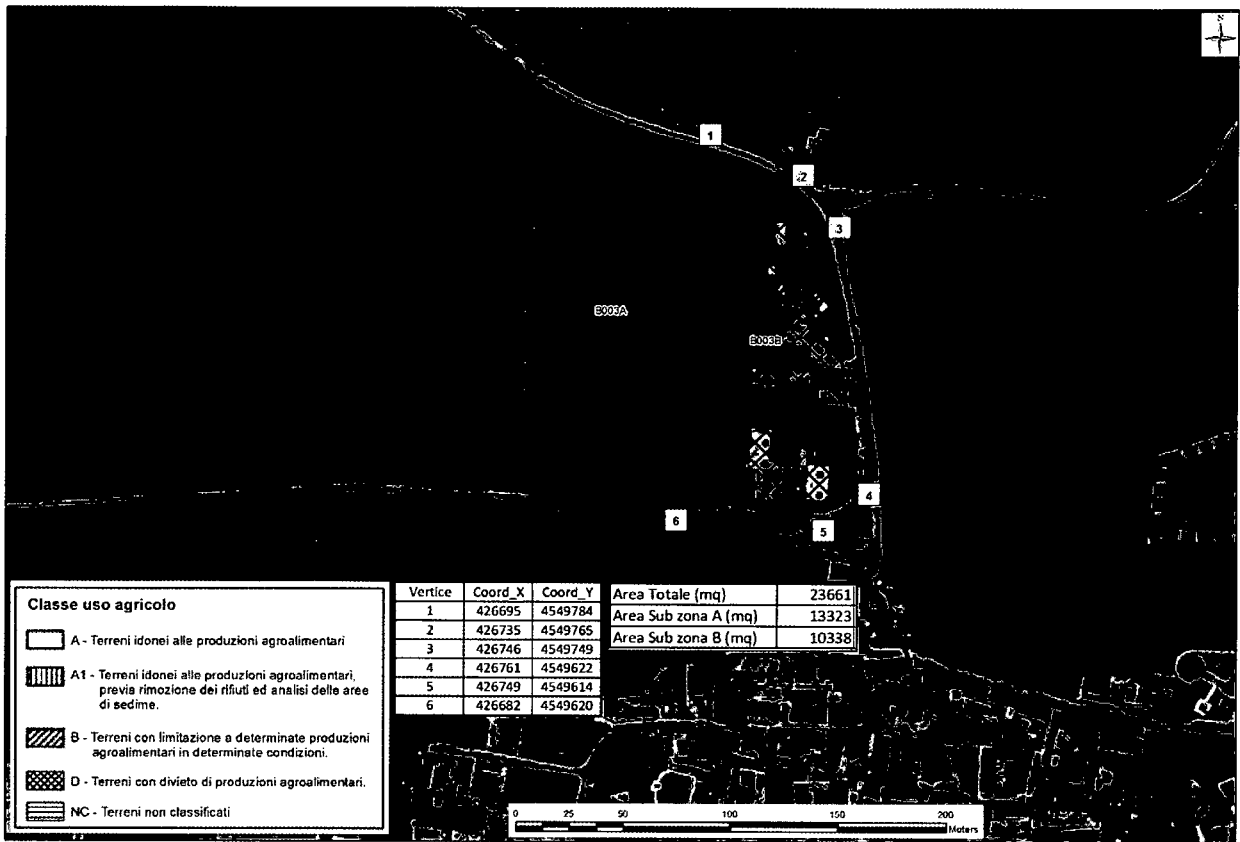 N
1
2
3
B003A
B003B
4
6
5
Classe uso agricolo
A - Terreni idonei alle produzioni agroalimentari
A1 - Terreni idonei alle produzioni agroalimentari,
previa rimozione dei rifiuti ed analisi delle aree
di sedime.
B - Terreni con limitazione a determinate produzioni
agroalimentari in determinate condizioni.
D - Terreni con divieto di produzioni agroalimentari.
NC - Terreni non classificati
Vertice Coord_X Coord_Y
1 426695 4549784
2 426735 4549765
3 426746 4549749
4 426761 4549622
5 426749 4549614
6 426682 4549620
Area Totale (mq) 23661
Area Sub zona A (mq) 13323
Area Sub zona B (mq) 10338
0 25 50 100 150 200
Meters